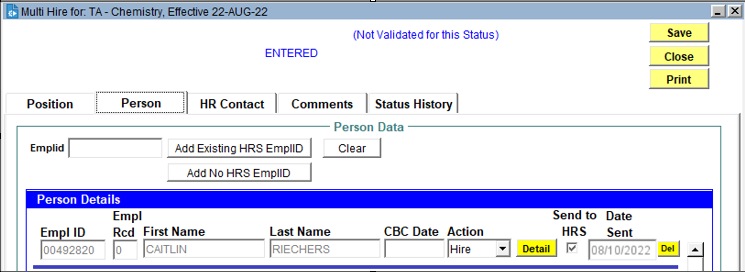 Multi Hire for: TA - Chemistry, Effective 22-AUG-22
(Not Validated for this Status)
Save
ENTERED
Close
Print
Position Person HR Contact Comments Status History
Person Data
Emplid Add Existing HRS EmplID Clear
Add No HRS EmplID
Person Details
Empl ID Empl Rcd First Name Last Name CBC Date Action Send to HRS Date Sent
00492820 0 CAITLIN RIECHERS Hire Detail 08/10/2022 Del